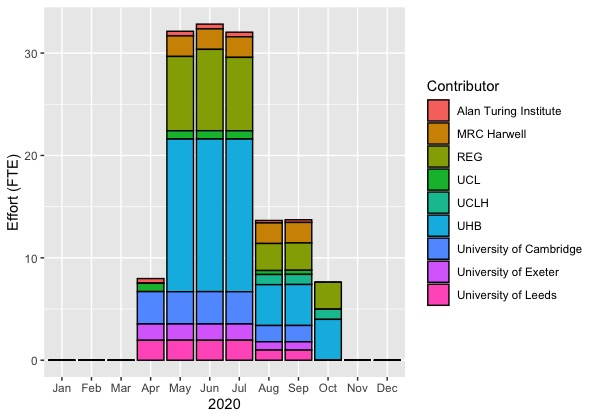 Effort (FTE)
30
20
10
0
Jan Feb Mar Apr May Jun Jul Aug Sep Oct Nov Dec
2020
Contributor
Alan Turing Institute
MRC Harwell
REG
UCL
UCLH
UHB
University of Cambridge
University of Exeter
University of Leeds